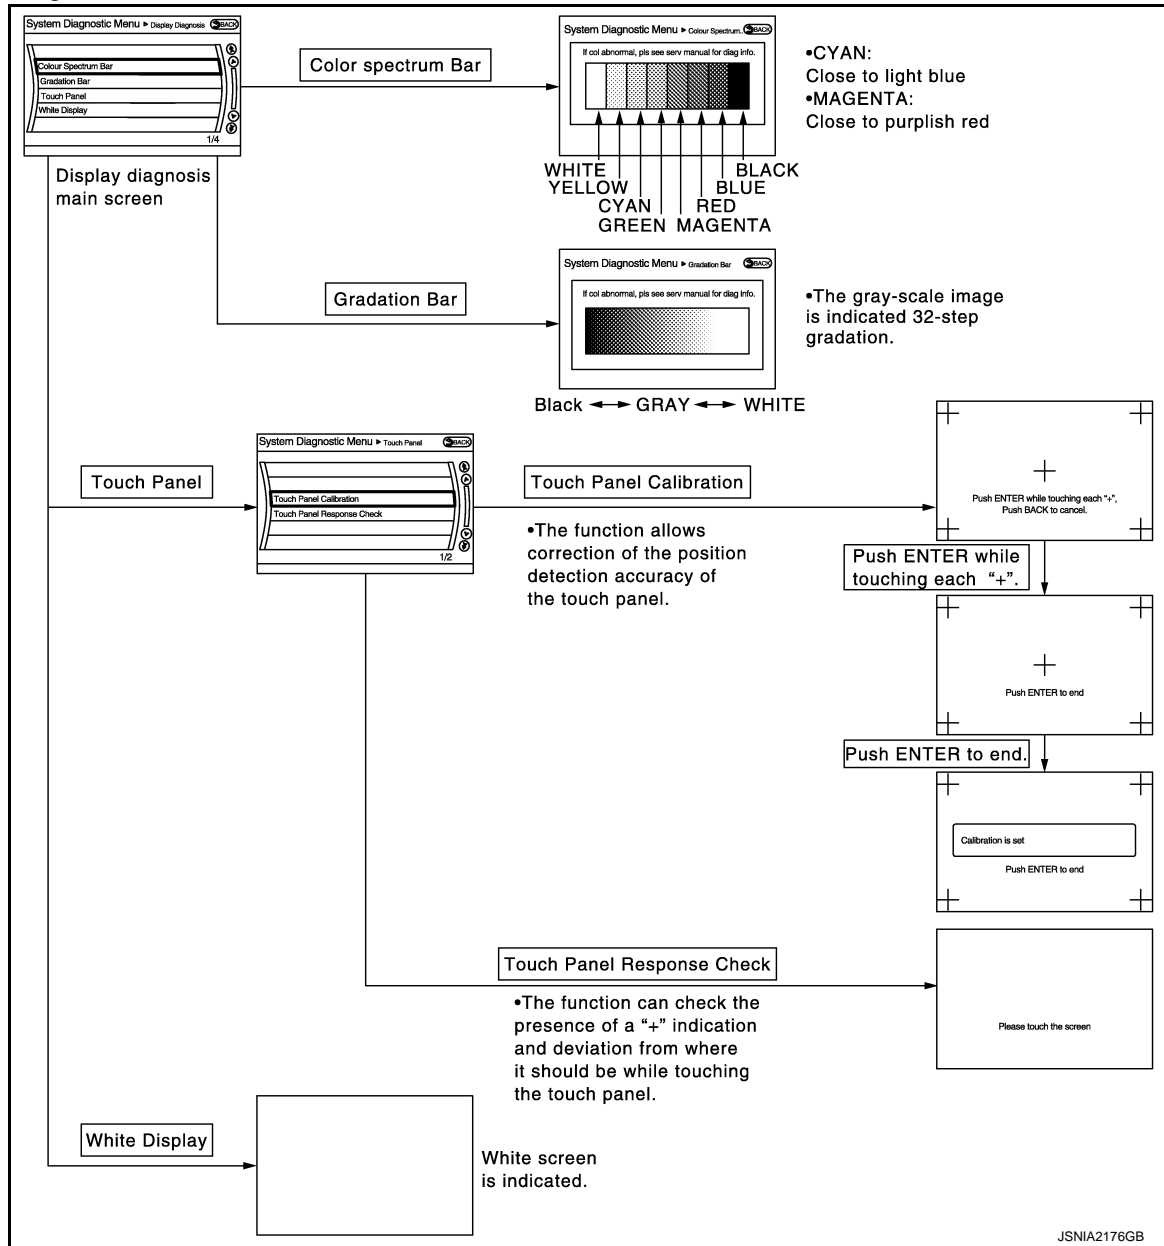 System Diagnostic Menu ▶ Display Diagnosis BACK
Colour Spectrum Bar
Gradation Bar
Touch Panel
White Display
1/4
Display diagnosis
main screen
Color spectrum Bar
System Diagnostic Menu ▶ Colour Spectrum.. BACK
If col abnormal, pls see serv manual for diag info.
WHITE
YELLOW
CYAN
GREEN
MAGENTA
RED
BLUE
BLACK
•CYAN:
Close to light blue
•MAGENTA:
Close to purplish red
Gradation Bar
System Diagnostic Menu ▶ Gradation Bar BACK
If col abnormal, pls see serv manual for diag info.
Black ◀─▶ GRAY ◀─▶ WHITE
•The gray-scale image
is indicated 32-step
gradation.
Touch Panel
System Diagnostic Menu ▶ Touch Panel BACK
Touch Panel Calibration
Touch Panel Response Check
1/2
Touch Panel Calibration
•The function allows
correction of the position
detection accuracy of
the touch panel.
Push ENTER while touching each “+”,
Push BACK to cancel.
Push ENTER while
touching each “+”.
Push ENTER to end
Push ENTER to end.
Calibration is set
Push ENTER to end
Touch Panel Response Check
•The function can check the
presence of a “+” indication
and deviation from where
it should be while touching
the touch panel.
Please touch the screen
White Display
White screen
is indicated.
JSNIA2176GB